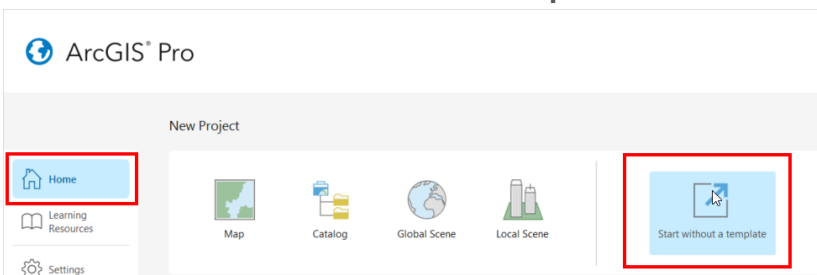 ArcGIS® Pro
New Project
Home
Learning
Resources
Settings
Map
Catalog
Global Scene
Local Scene
Start without a template